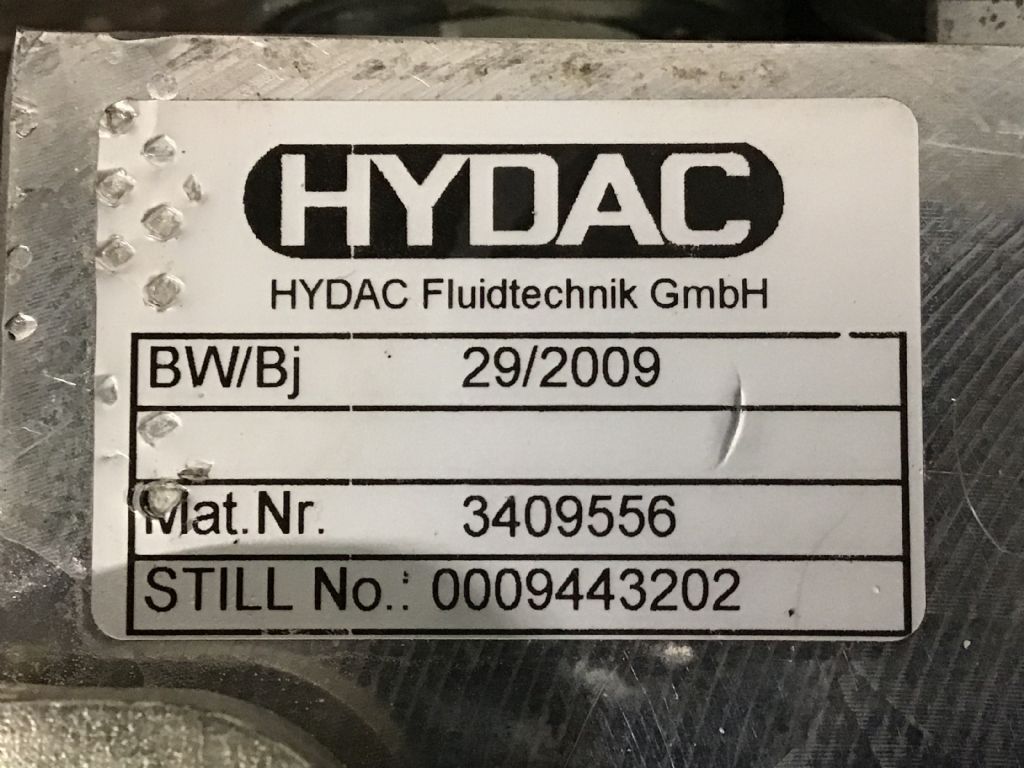 HYDAC
HYDAC Fluidtechnik GmbH
BW/Bj 29/2009
Mat.Nr. 3409556
STILL No.: 0009443202